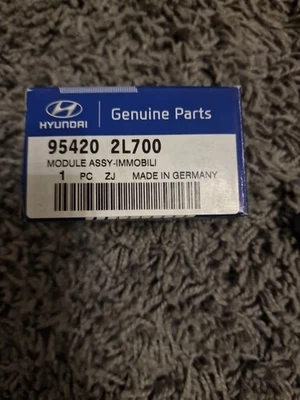 HYUNDAI
Genuine Parts
95420 2L700
MODULE ASSY-IMMOBILI
1 PC ZJ MADE IN GERMANY